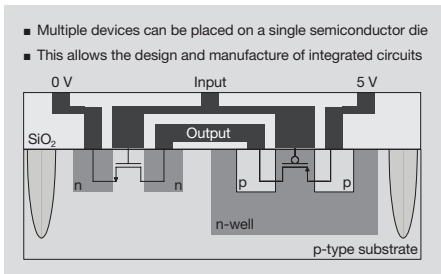 ▪ Multiple devices can be placed on a single semiconductor die
▪ This allows the design and manufacture of integrated circuits
0 V Input 5 V
Output
SiO₂
n n p p
n-well
p-type substrate